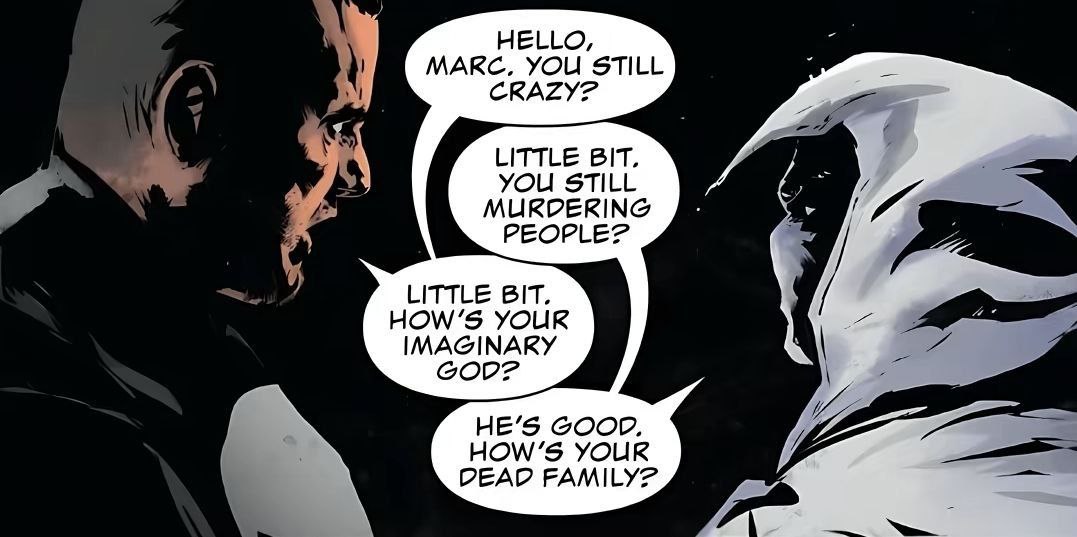 HELLO,
MARC. YOU STILL
CRAZY?
LITTLE BIT.
YOU STILL
MURDERING
PEOPLE?
LITTLE BIT.
HOW'S YOUR
IMAGINARY
GOD?
HE'S GOOD.
HOW'S YOUR
DEAD FAMILY?